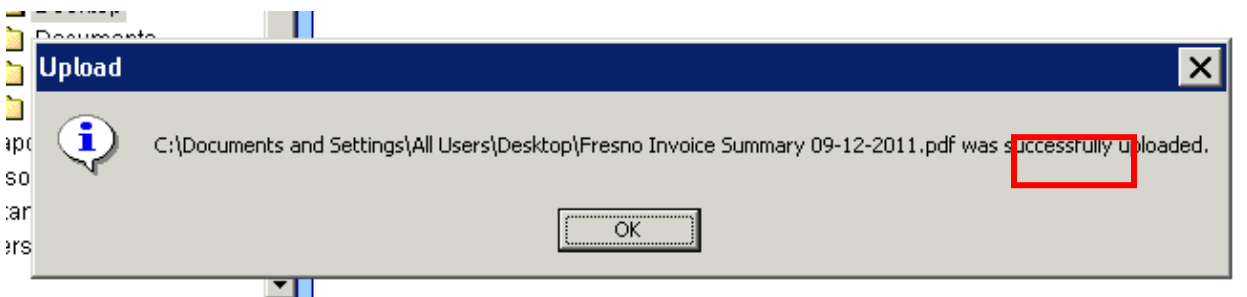 Documents
Upload
C:\Documents and Settings\All Users\Desktop\Fresno Invoice Summary 09-12-2011.pdf was successfully uploaded.
OK